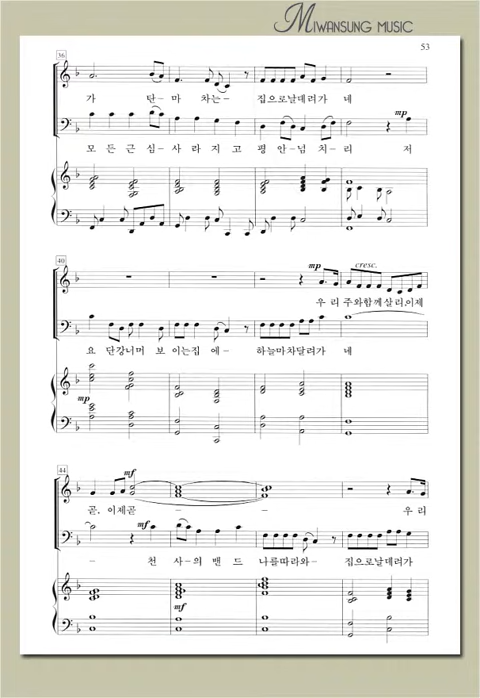 MIWANSUNG MUSIC
53
36
가 탄－마 차는－ 집으로날데려가 네
mp
모 든 근 심－사 라 지 고 평 안－넘 치－리 저
40
mp cresc.
우 리 주와함께살 리.이제
요 단강너머 보 이는집 에－ 하늘마차달려가 네
mp
44
mf
곧, 이제곧－ － － 우 리
mf
－ 천 사－의 밴 드 나를따라와－ 집으로날데려가
mf